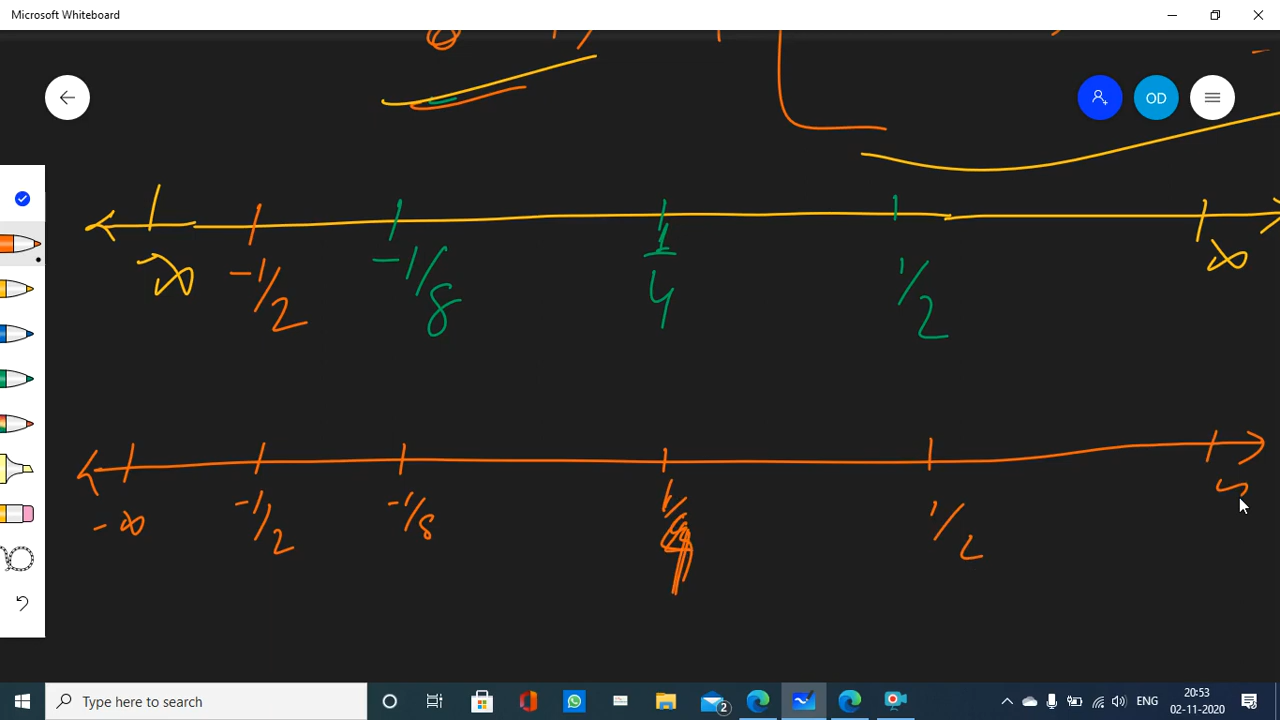 Microsoft Whiteboard
OD
-∞ -1/2 -1/8 1/4 1/2 ∞
-∞ -1/2 -1/8 1/2
Type here to search
2
ENG
20:53
02-11-2020